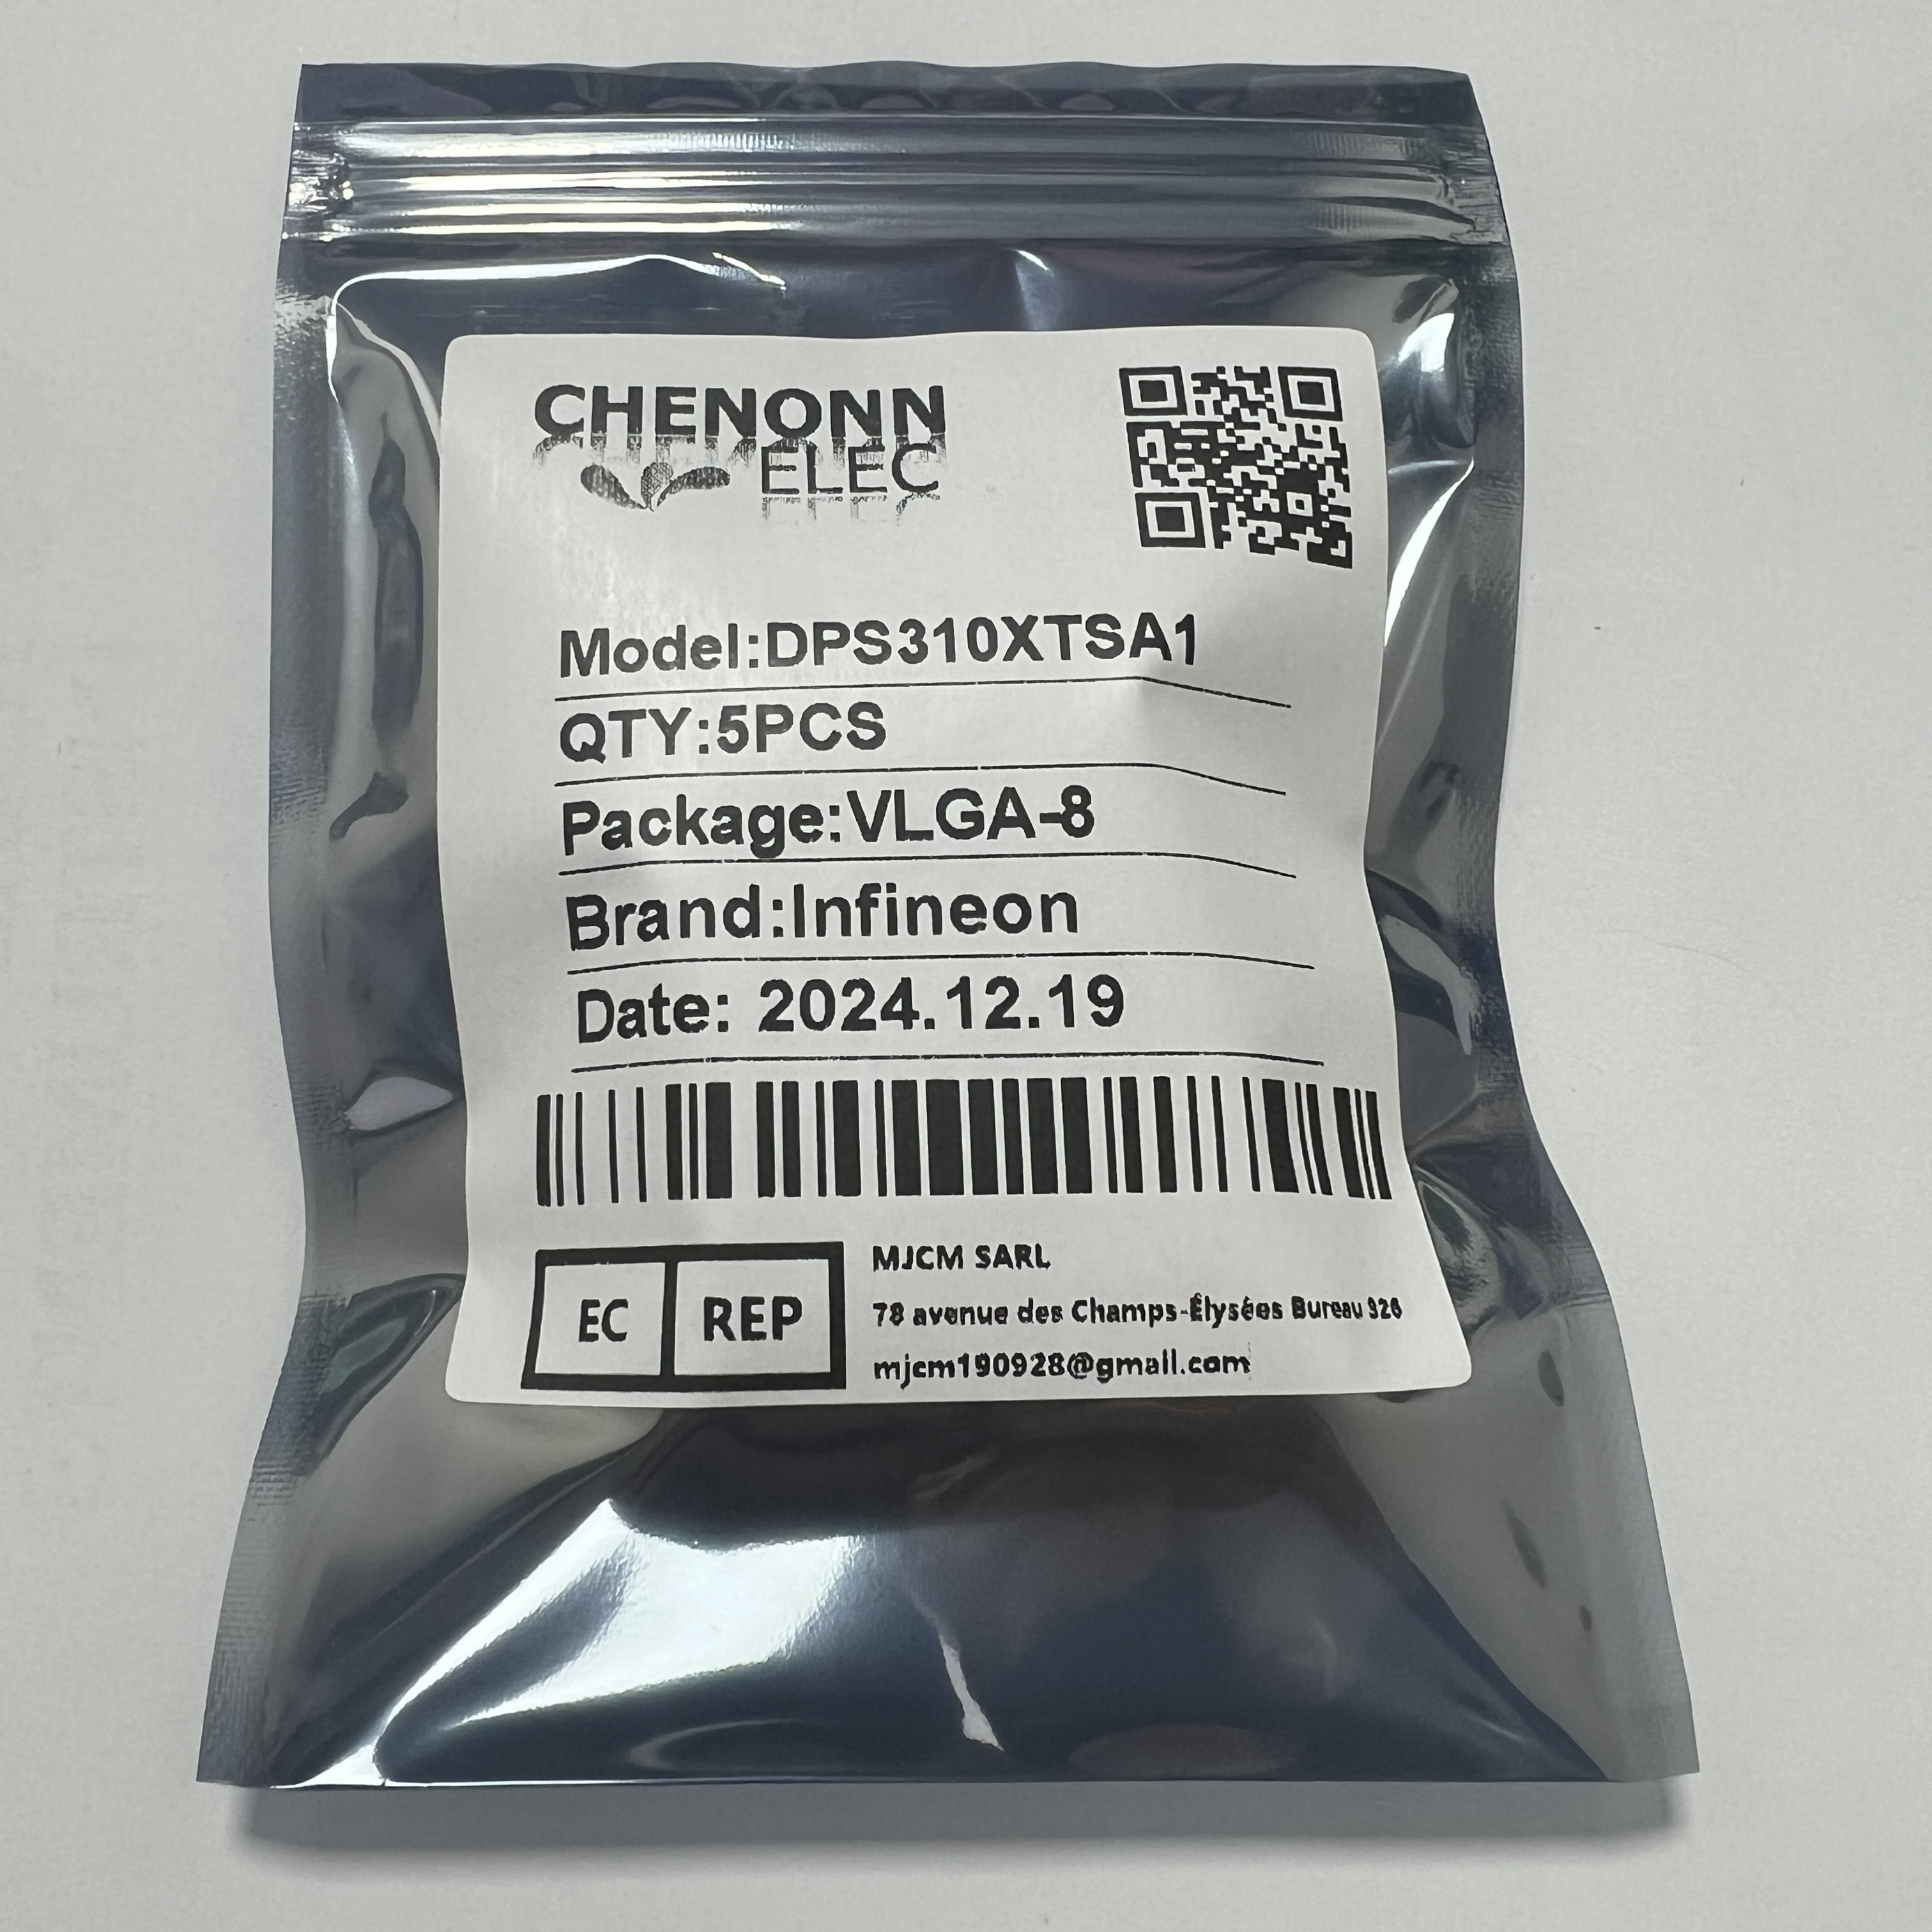 CHENONN
ELEC
Model:DPS310XTSA1
QTY:5PCS
Package:VLGA-8
Brand:Infineon
Date: 2024.12.19
EC REP
MJCM SARL
78 avenue des Champs-Élysées Bureau 326
mjcm190928@gmail.com